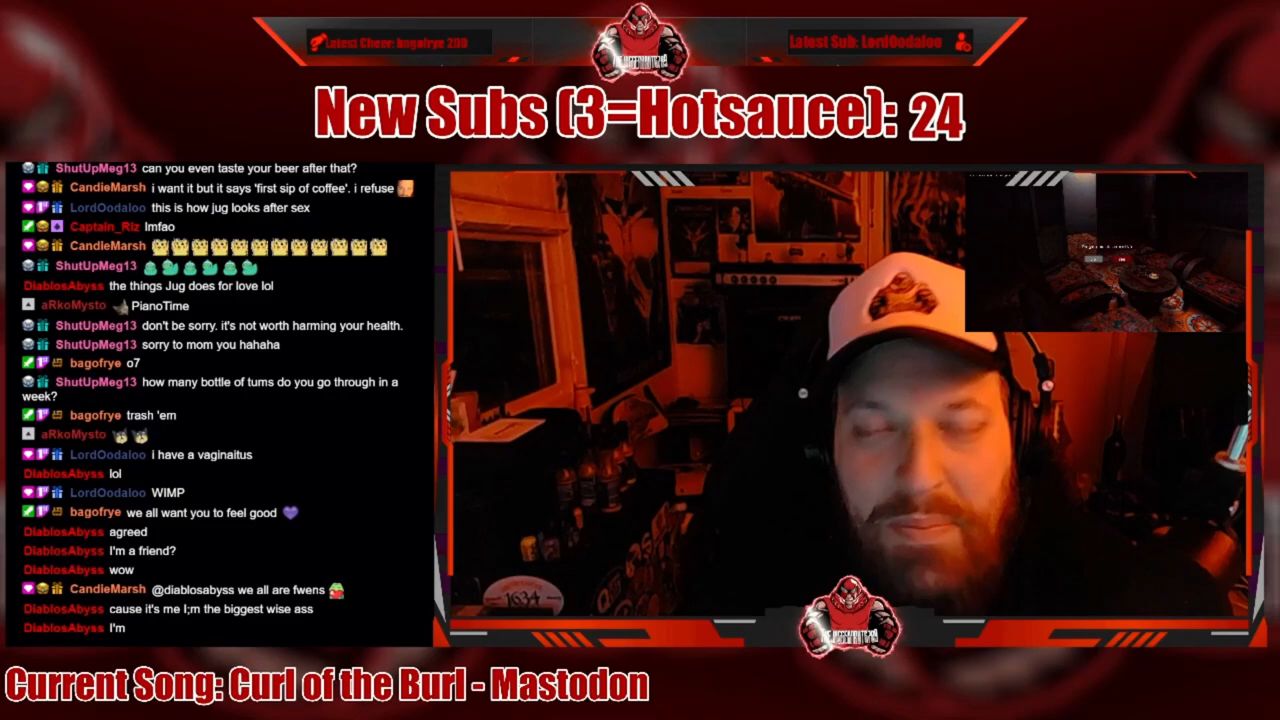 Latest Cheer: bagofrye 200
Latest Sub: LordOodaloo
New Subs (3=Hotsauce): 24
ShutUpMeg13 can you even taste your beer after that?
CandieMarsh i want it but it says 'first sip of coffee'. i refuse
LordOodaloo this is how jug looks after sex
Captain_Riz lmfao
CandieMarsh
ShutUpMeg13
DiablosAbyss the things Jug does for love lol
aRkoMysto PianoTime
ShutUpMeg13 don't be sorry. it's not worth harming your health.
ShutUpMeg13 sorry to mom you hahaha
bagofrye o7
ShutUpMeg13 how many bottle of tums do you go through in a
week?
bagofrye trash 'em
aRkoMysto
LordOodaloo i have a vaginaitus
DiablosAbyss lol
LordOodaloo WIMP
bagofrye we all want you to feel good
DiablosAbyss agreed
DiablosAbyss I'm a friend?
DiablosAbyss wow
CandieMarsh @diablosabyss we all are fwens
DiablosAbyss cause it's me I;m the biggest wise ass
DiablosAbyss I'm
1634
Current Song: Curl of the Burl - Mastodon